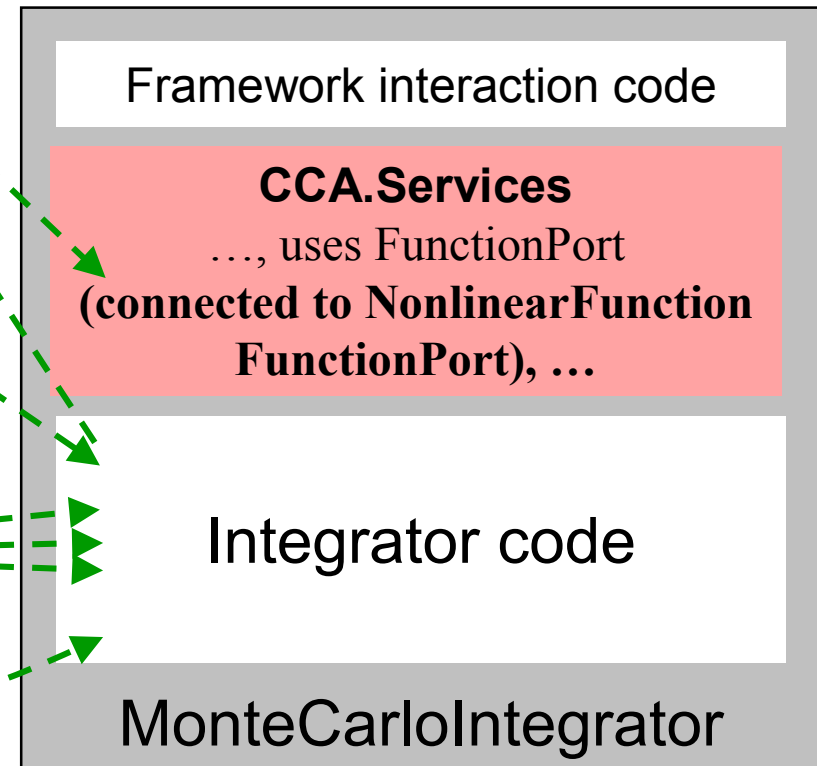 Framework interaction code
CCA.Services
…, uses FunctionPort
(connected to NonlinearFunction
FunctionPort), …
Integrator code
MonteCarloIntegrator